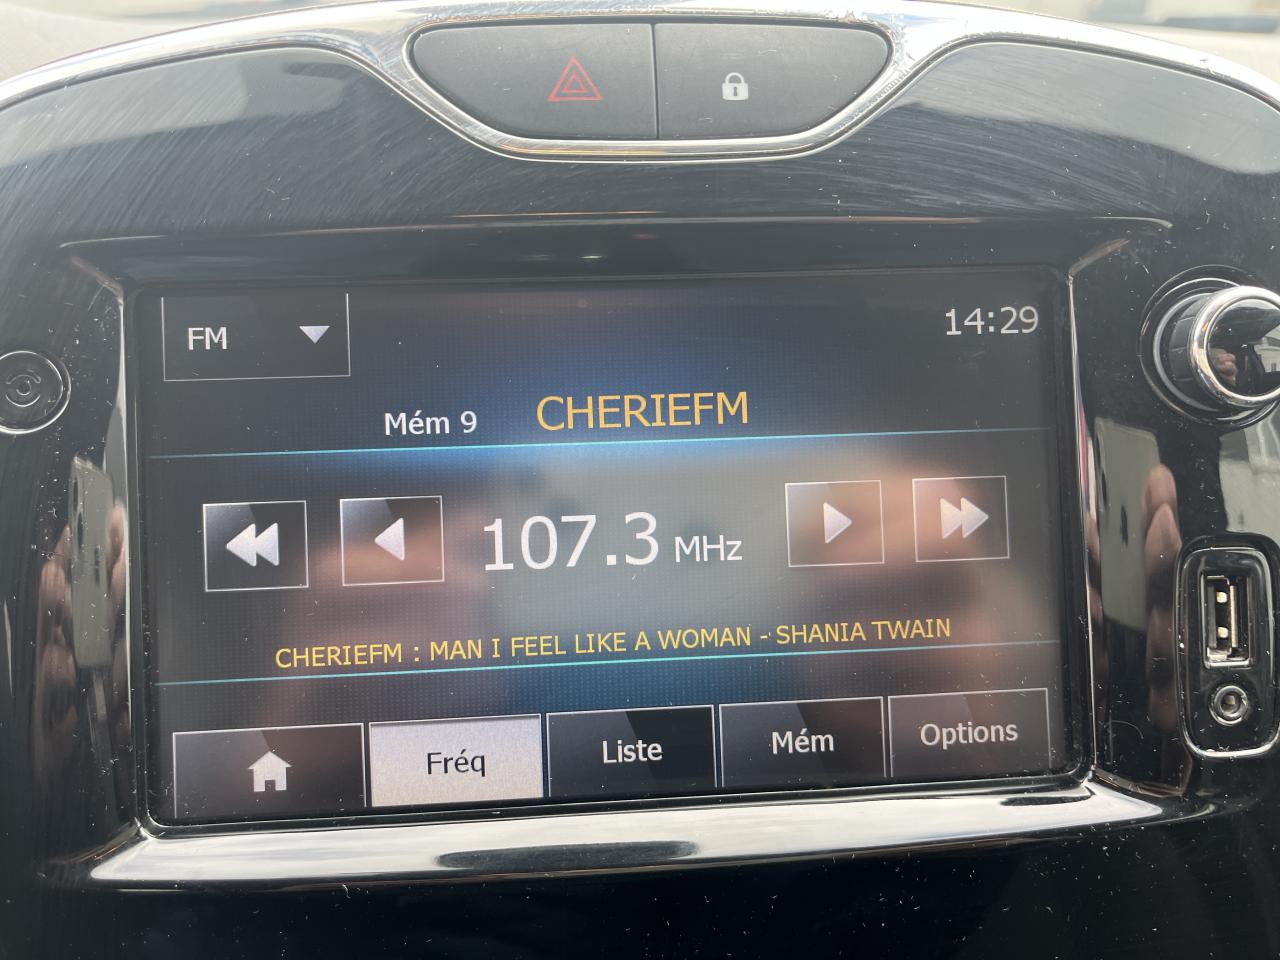 FM
14:29
Mém 9 CHERIEFM
107.3 MHz
CHERIEFM : MAN I FEEL LIKE A WOMAN - SHANIA TWAIN
Fréq Liste Mém Options